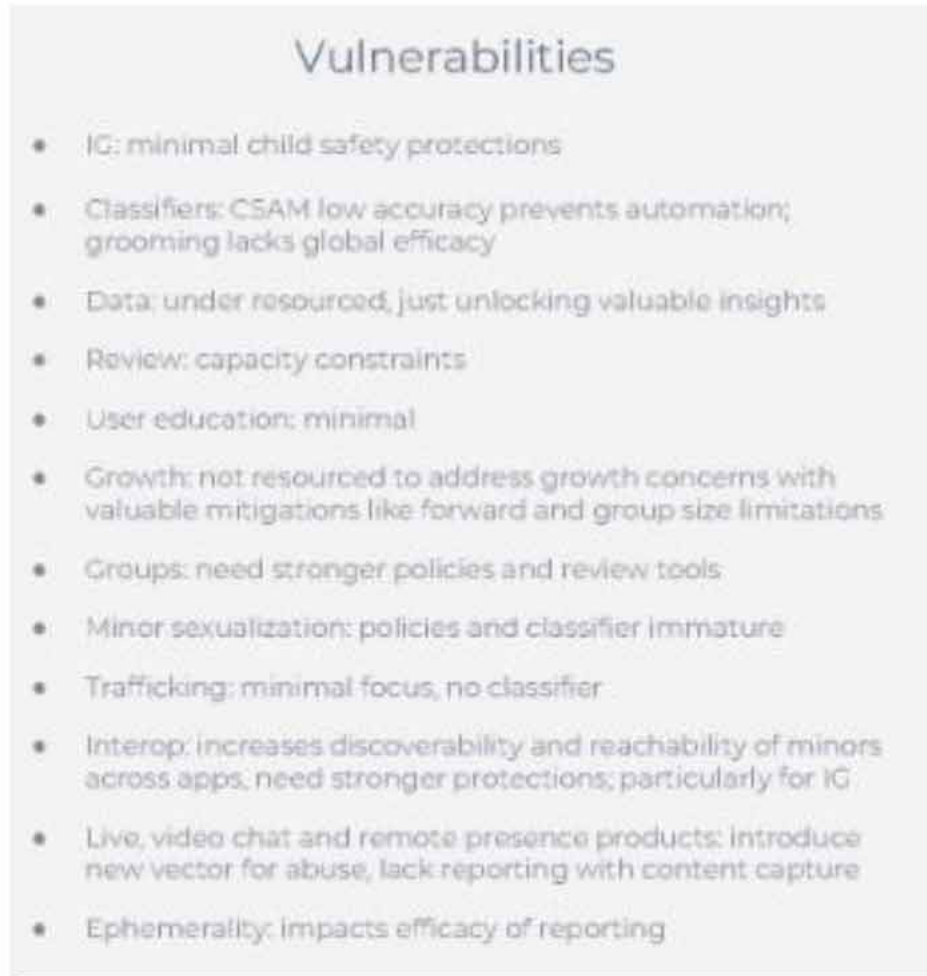 Vulnerabilities
IG: minimal child safety protections
Classifiers: CSAM low accuracy prevents automation;
grooming lacks global efficacy
Data: under resourced, just unlocking valuable insights
Review: capacity constraints
User education: minimal
Growth: not resourced to address growth concerns with
valuable mitigations like forward and group size limitations
Groups: need stronger policies and review tools
Minor sexualization: policies and classifier immature
Trafficking: minimal focus, no classifier
Interop: increases discoverability and reachability of minors
across apps, need stronger protections; particularly for IG
Live, video chat and remote presence products: introduce
new vector for abuse, lack reporting with content capture
Ephemerality: impacts efficacy of reporting